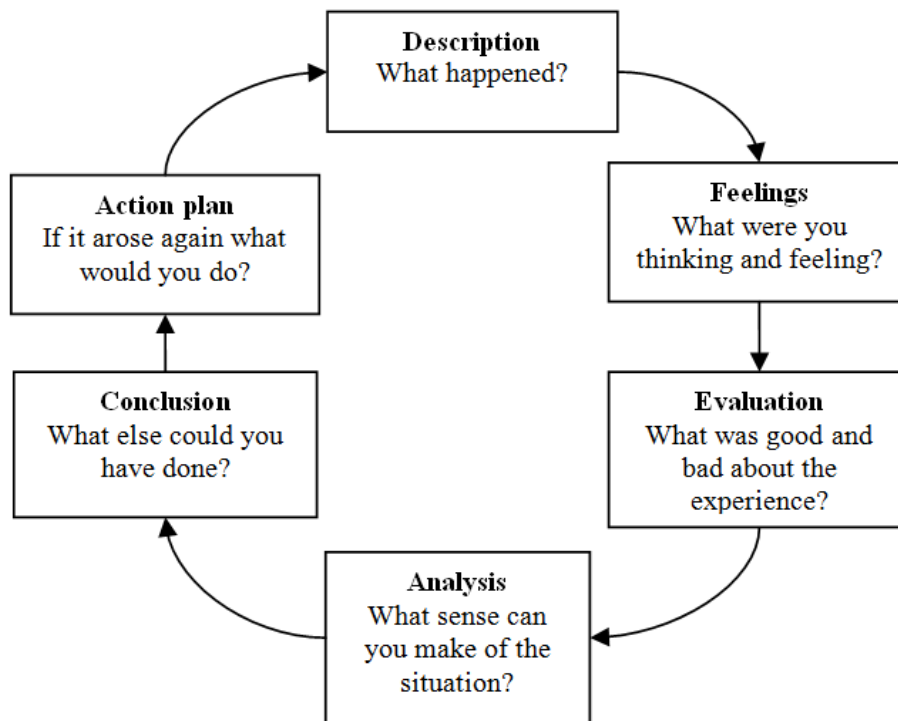 Description
What happened?
Feelings
What were you
thinking and feeling?
Evaluation
What was good and
bad about the
experience?
Analysis
What sense can
you make of the
situation?
Conclusion
What else could you
have done?
Action plan
If it arose again what
would you do?